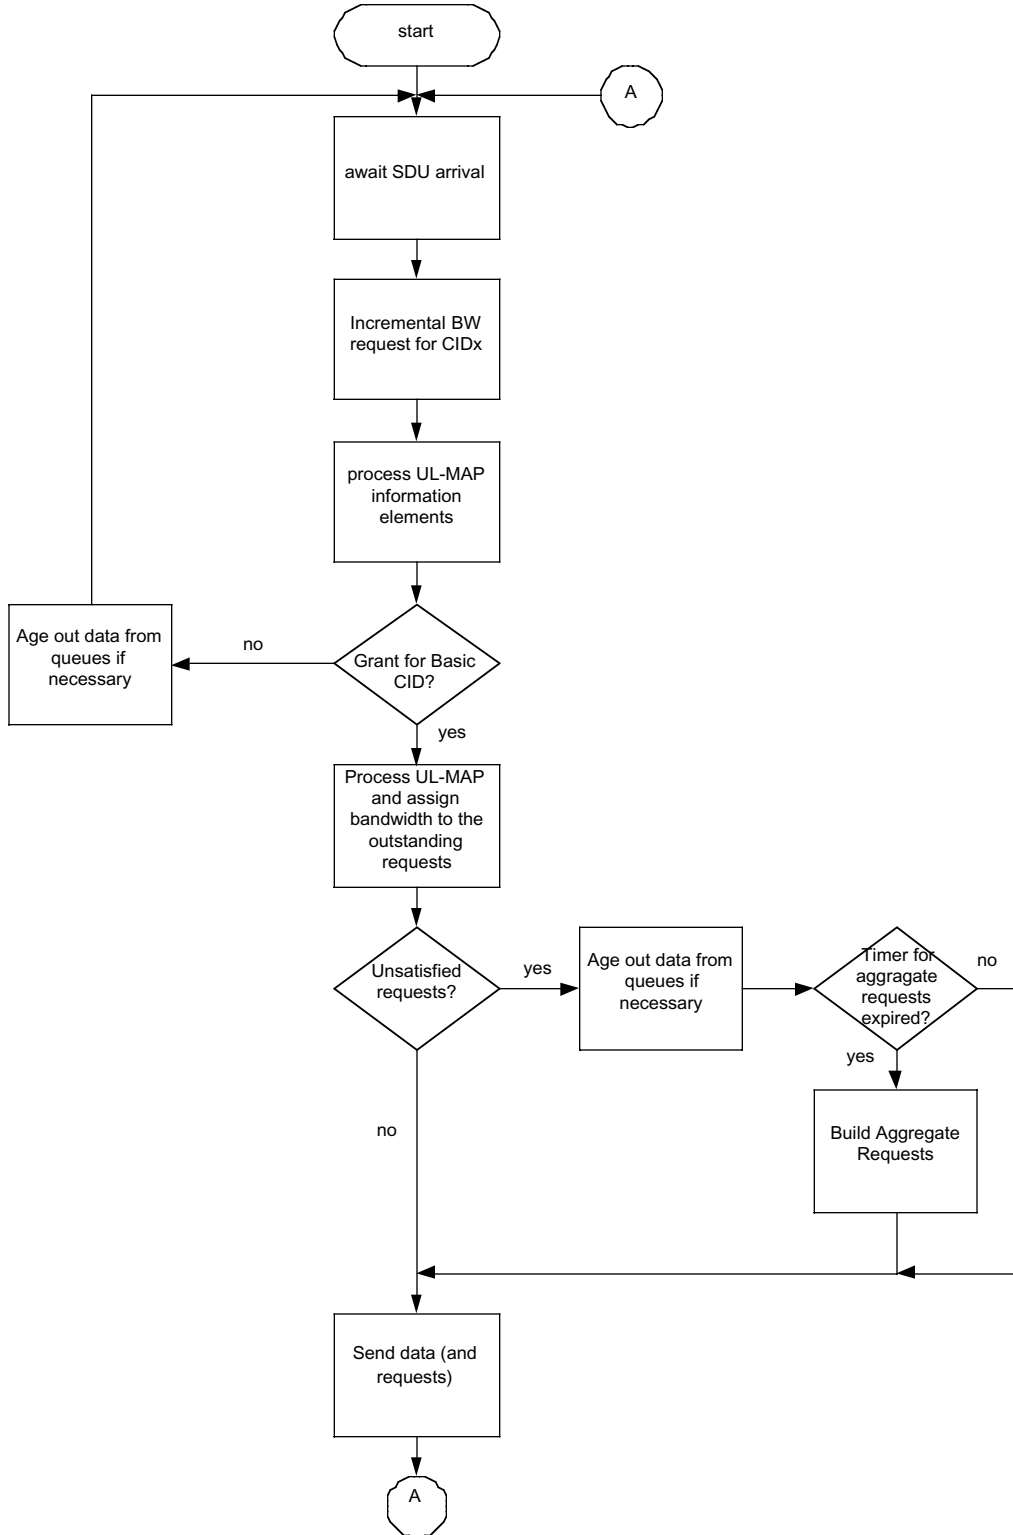 start
A
await SDU arrival
Incremental BW
request for CIDx
process UL-MAP
information
elements
Age out data from
queues if
necessary
no
Grant for Basic
CID?
yes
Process UL-MAP
and assign
bandwidth to the
outstanding
requests
Unsatisfied
requests?
yes
Age out data from
queues if
necessary
Timer for
aggragate
requests
expired?
no
yes
Build Aggregate
Requests
no
Send data (and
requests)
A